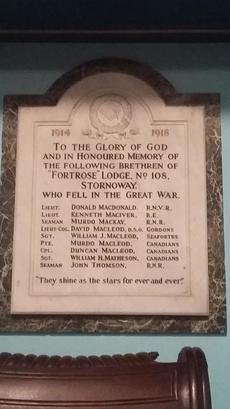 1914 1918
TO THE GLORY OF GOD
AND IN HONOURED MEMORY OF
THE FOLLOWING BRETHREN OF
"FORTROSE" LODGE, No 108,
STORNOWAY.
WHO FELL IN THE GREAT WAR.
LIEUT. DONALD MACDONALD. R.N.V.R.
LIEUT. KENNETH MACIVER. R.E.
SEAMAN MURDO MACKAY. R.N.R.
LIEUT-COL. DAVID MACLEOD, D.S.O. GORDONS
SGT. WILLIAM J. MACLEOD, SEAFORTHS
PTE. MURDO MACLEOD, CANADIANS
CPL. DUNCAN MACLEOD, CANADIANS
SGT. WILLIAM H. MATHESON, CANADIANS
SEAMAN JOHN THOMSON, R.N.R.
"They shine as the stars for ever and ever."